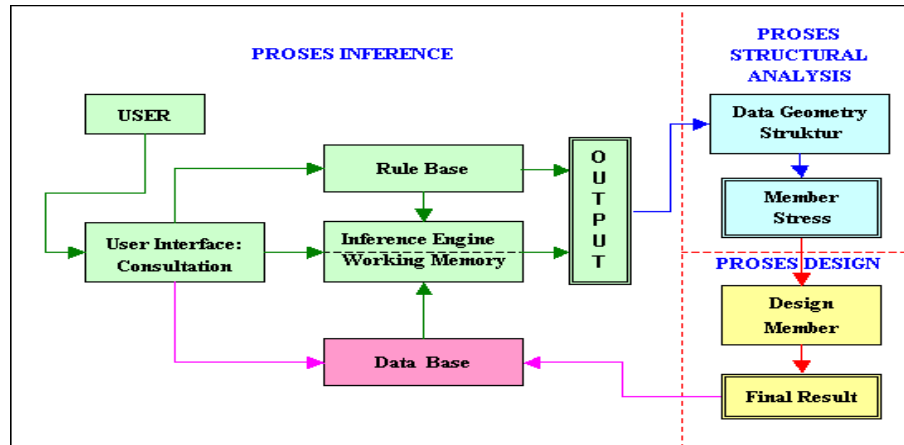 PROSES INFERENCE
PROSES
STRUCTURAL
ANALYSIS
USER
Data Geometry
Struktur
Rule Base
O
U
T
P
U
T
Member
Stress
User Interface:
Consultation
Inference Engine
Working Memory
PROSES DESIGN
Design
Member
Data Base
Final Result